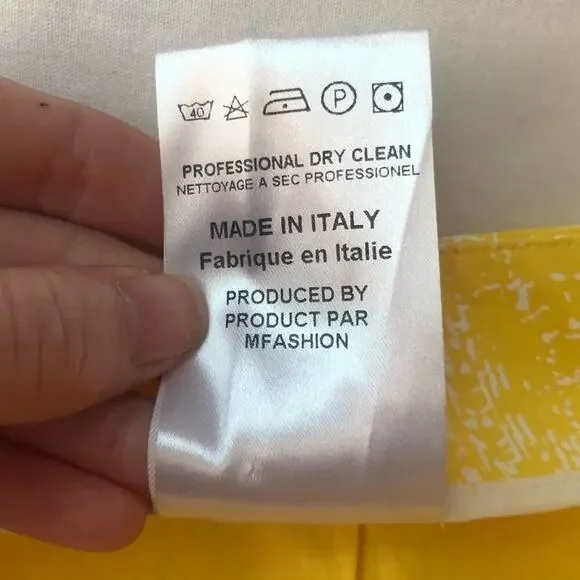 40 P
PROFESSIONAL DRY CLEAN
NETTOYAGE A SEC PROFESSIONEL
MADE IN ITALY
Fabrique en Italie
PRODUCED BY
PRODUCT PAR
MFASHION